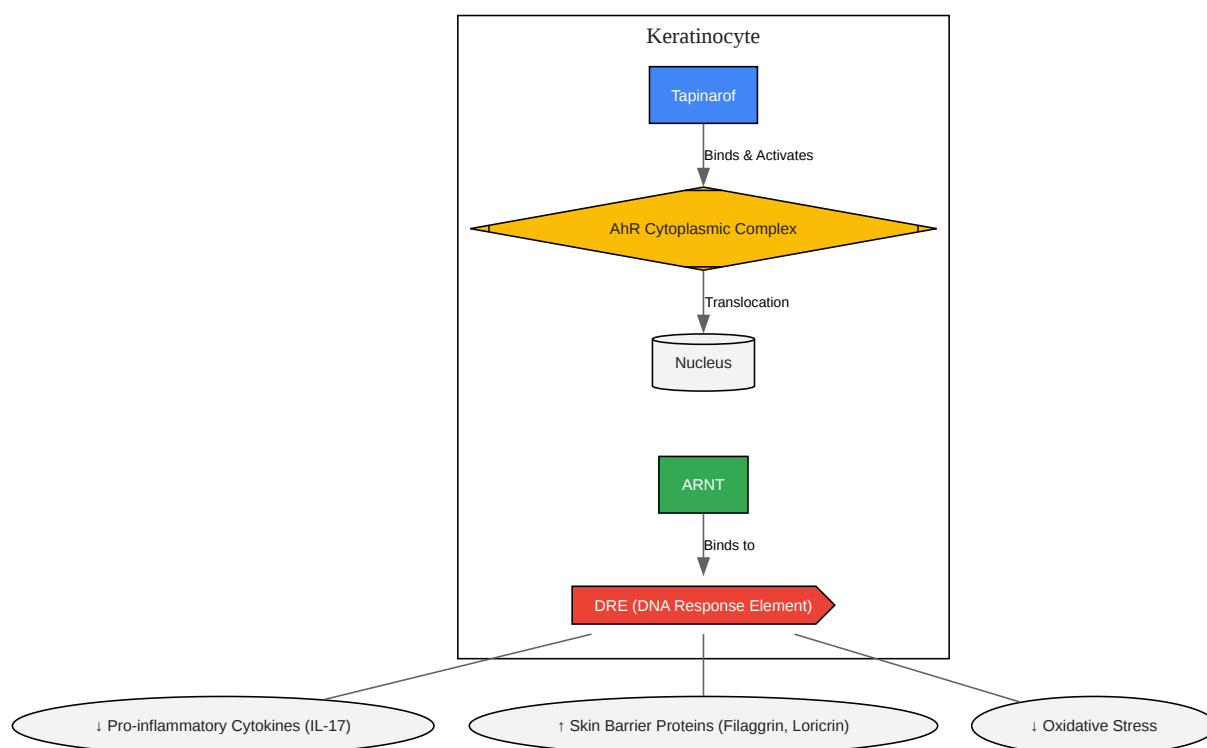 Keratinocyte
Tapinarof
Binds & Activates
AhR Cytoplasmic Complex
Translocation
Nucleus
ARNT
Binds to
DRE (DNA Response Element)
↓ Pro-inflammatory Cytokines (IL-17)
↑ Skin Barrier Proteins (Filaggrin, Loricrin)
↓ Oxidative Stress